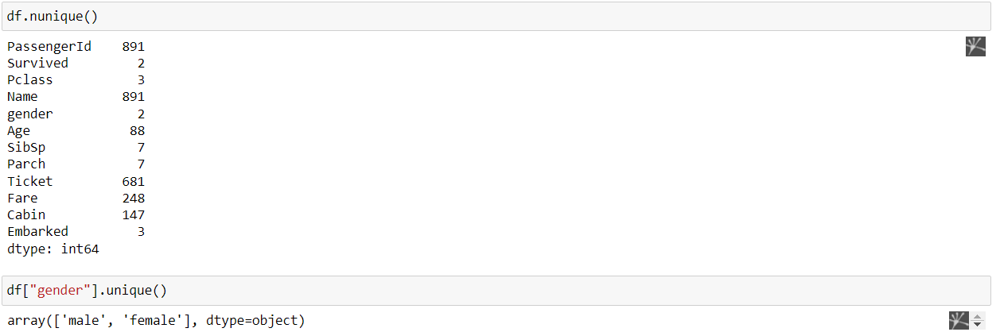 df.nunique()
PassengerId    891
Survived         2
Pclass           3
Name           891
gender           2
Age             88
SibSp            7
Parch            7
Ticket         681
Fare           248
Cabin          147
Embarked         3
dtype: int64
df["gender"].unique()
array(['male', 'female'], dtype=object)